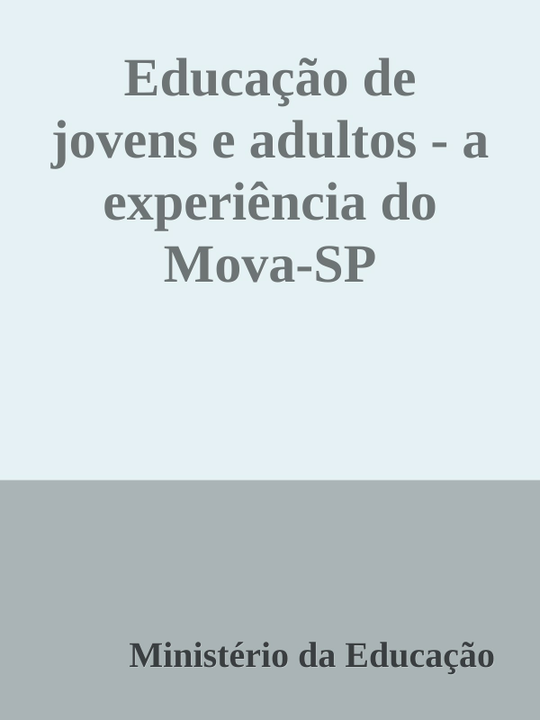 Educação de
jovens e adultos - a
experiência do
Mova-SP
Ministério da Educação